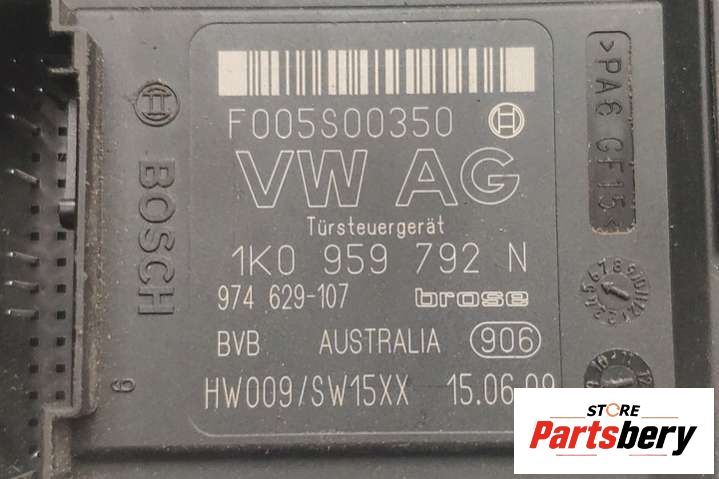 F005S00350
VW AG
Türsteuergerät
1K0 959 792 N
974 629-107 brose
BVB AUSTRALIA 906
HW009/SW15XX 15.06.09
BOSCH
9
>PA6 GF15<
STORE
Partsbery